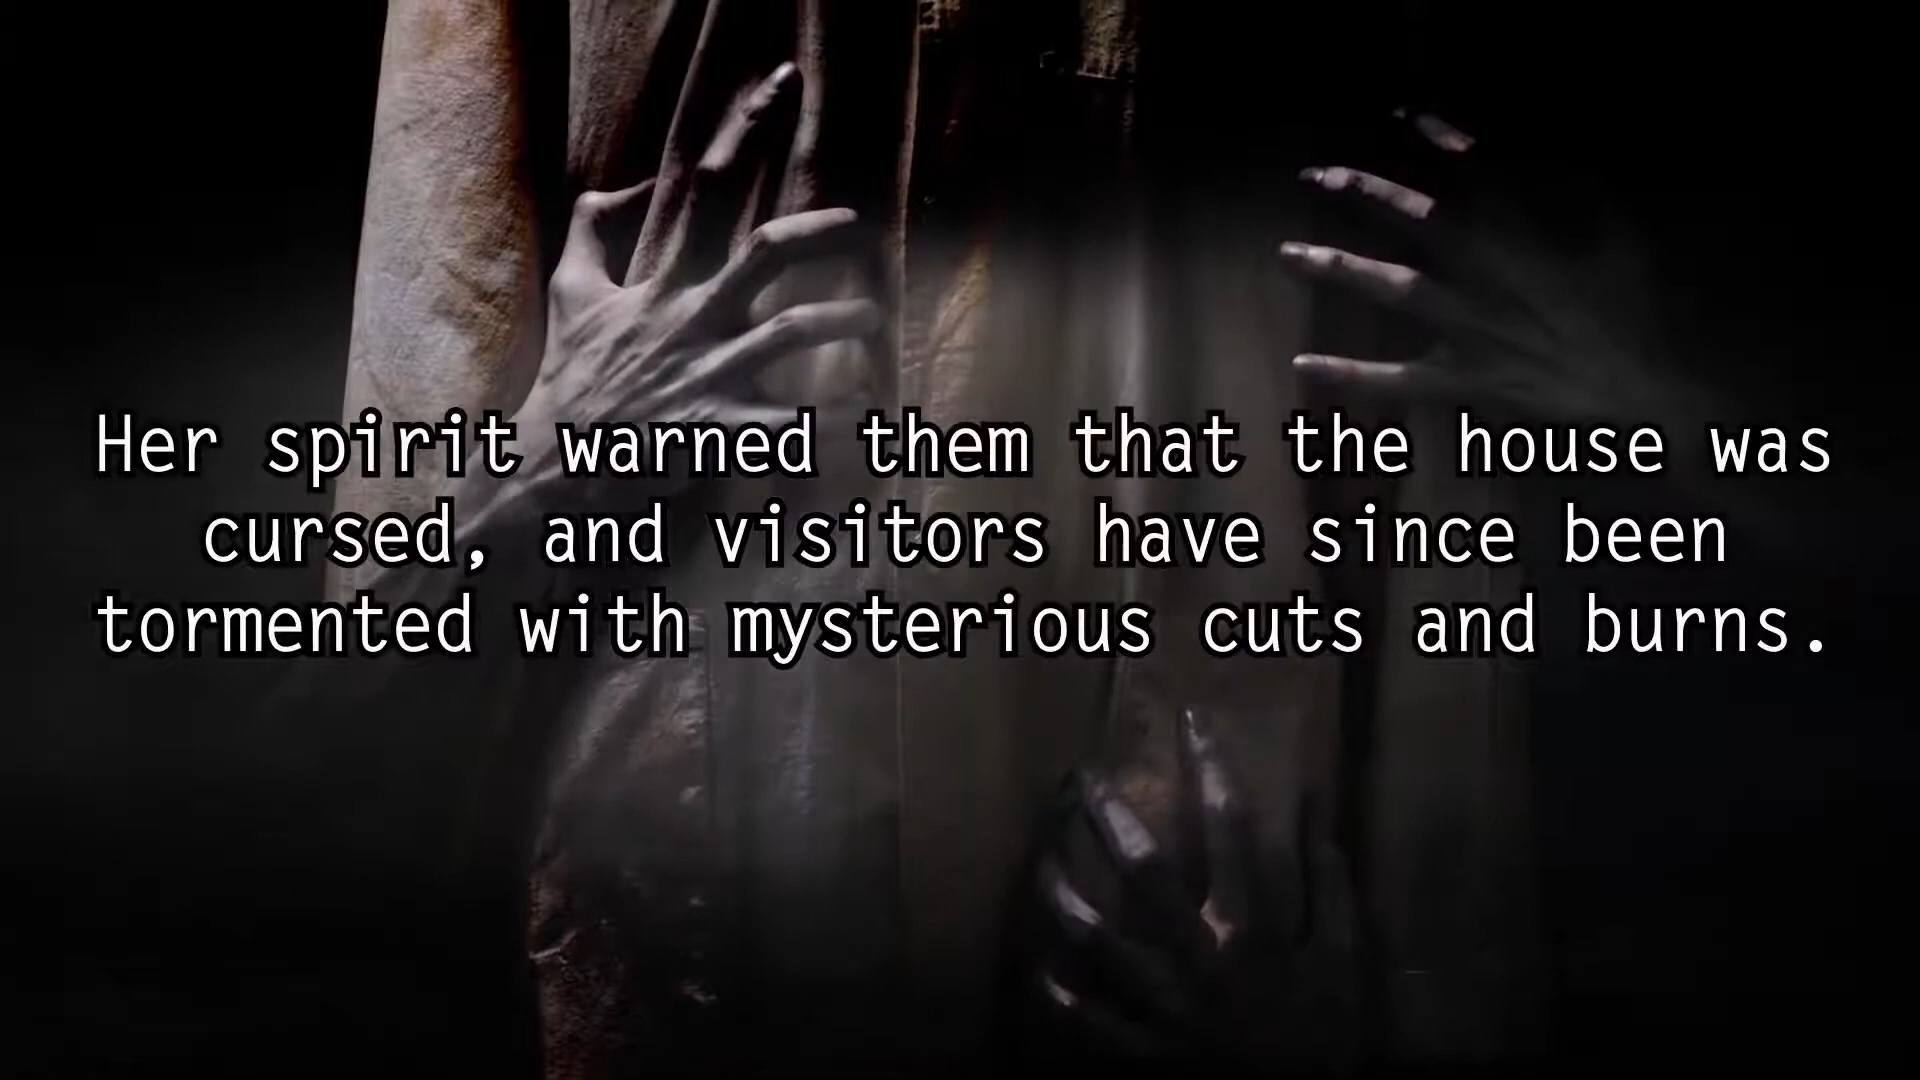 Her spirit warned them that the house was
cursed, and visitors have since been
tormented with mysterious cuts and burns.